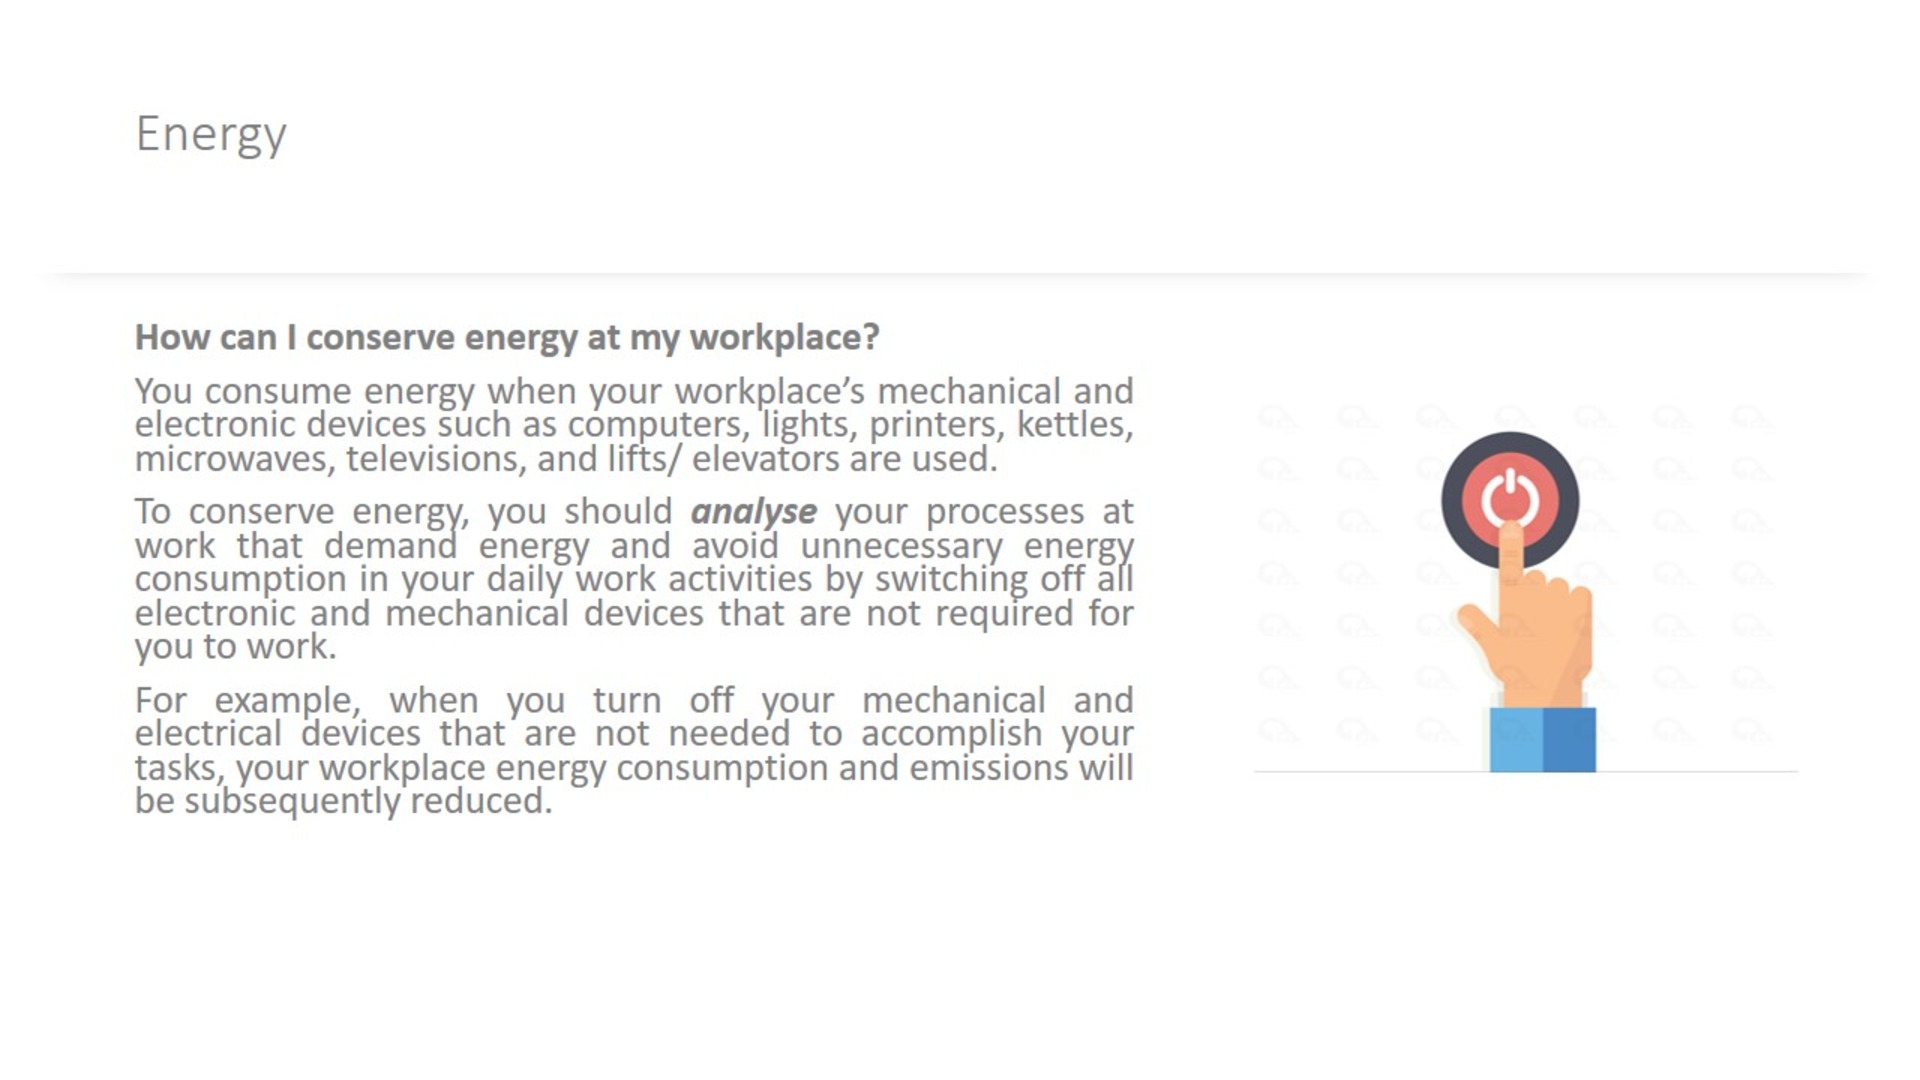 Energy
How can I conserve energy at my workplace?
You consume energy when your workplace’s mechanical and
electronic devices such as computers, lights, printers, kettles,
microwaves, televisions, and lifts/ elevators are used.
To conserve energy, you should analyse your processes at
work that demand energy and avoid unnecessary energy
consumption in your daily work activities by switching off all
electronic and mechanical devices that are not required for
you to work.
For example, when you turn off your mechanical and
electrical devices that are not needed to accomplish your
tasks, your workplace energy consumption and emissions will
be subsequently reduced.